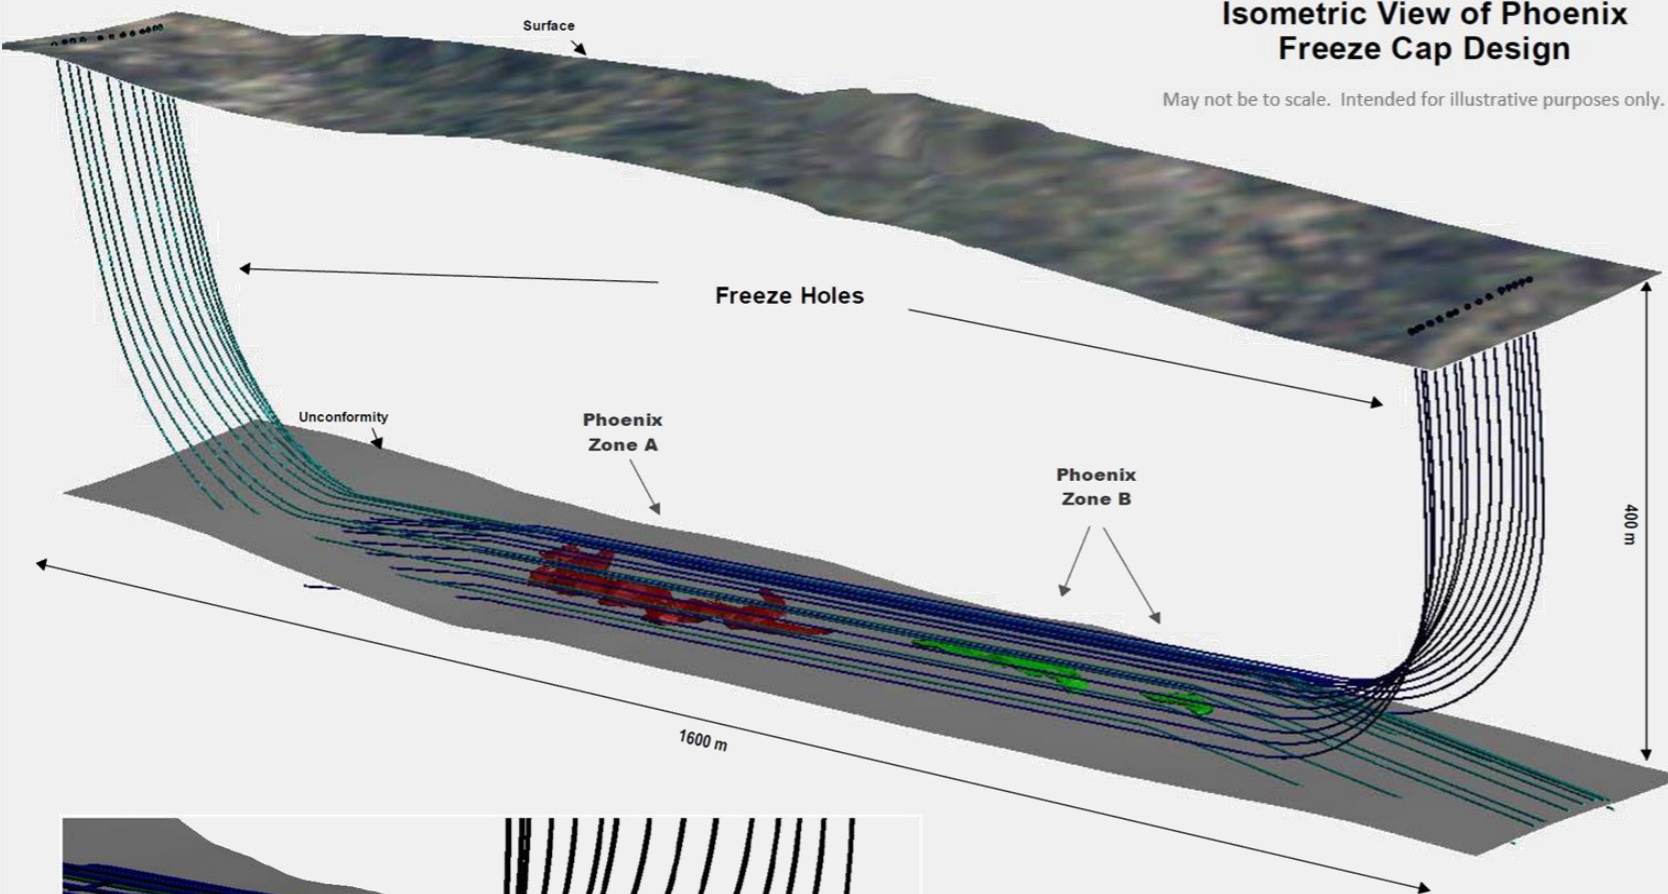 Isometric View of Phoenix
Freeze Cap Design
May not be to scale.  Intended for illustrative purposes only.
Surface
Freeze Holes
Unconformity
Phoenix
Zone A
Phoenix
Zone B
400 m
1600 m